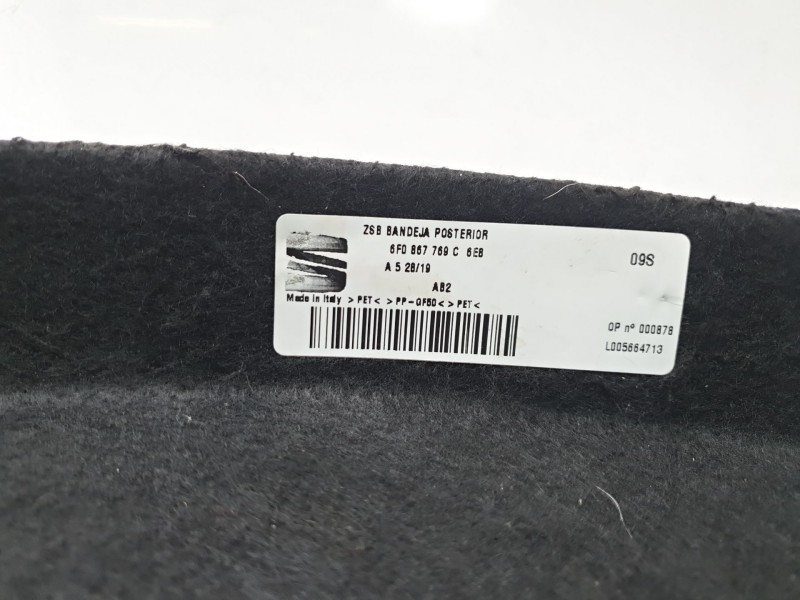 ZSB BANDEJA POSTERIOR
6F0 867 769 C 6E8
09S
A 5 28/19
A82
Made in Italy >PET< >PP-GF50< >PET<
OP nº 000878
L005664713